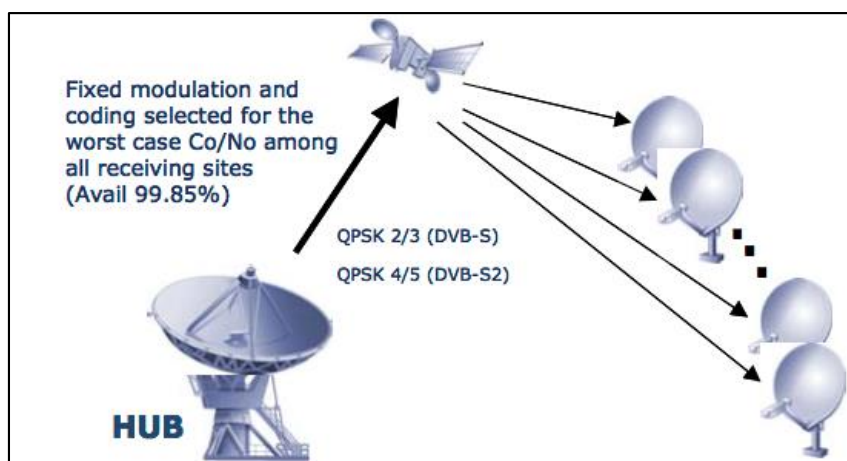 Fixed modulation and
coding selected for the
worst case Co/No among
all receiving sites
(Avail 99.85%)
QPSK 2/3 (DVB-S)
QPSK 4/5 (DVB-S2)
HUB